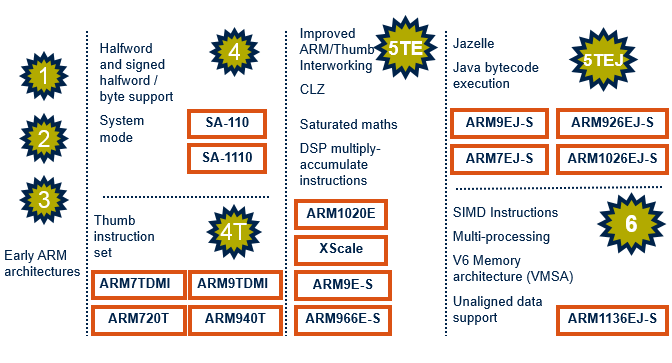 1
2
3
Early ARM
architectures
Halfword
and signed
halfword /
byte support
System
mode
4
SA-110
SA-1110
Thumb
instruction
set
4T
ARM7TDMI
ARM9TDMI
ARM720T
ARM940T
Improved
ARM/Thumb
Interworking
5TE
CLZ
Saturated maths
DSP multiply-
accumulate
instructions
ARM1020E
XScale
ARM9E-S
ARM966E-S
Jazelle
Java bytecode
execution
5TEJ
ARM9EJ-S
ARM926EJ-S
ARM7EJ-S
ARM1026EJ-S
SIMD Instructions
Multi-processing
V6 Memory
architecture (VMSA)
Unaligned data
support
6
ARM1136EJ-S